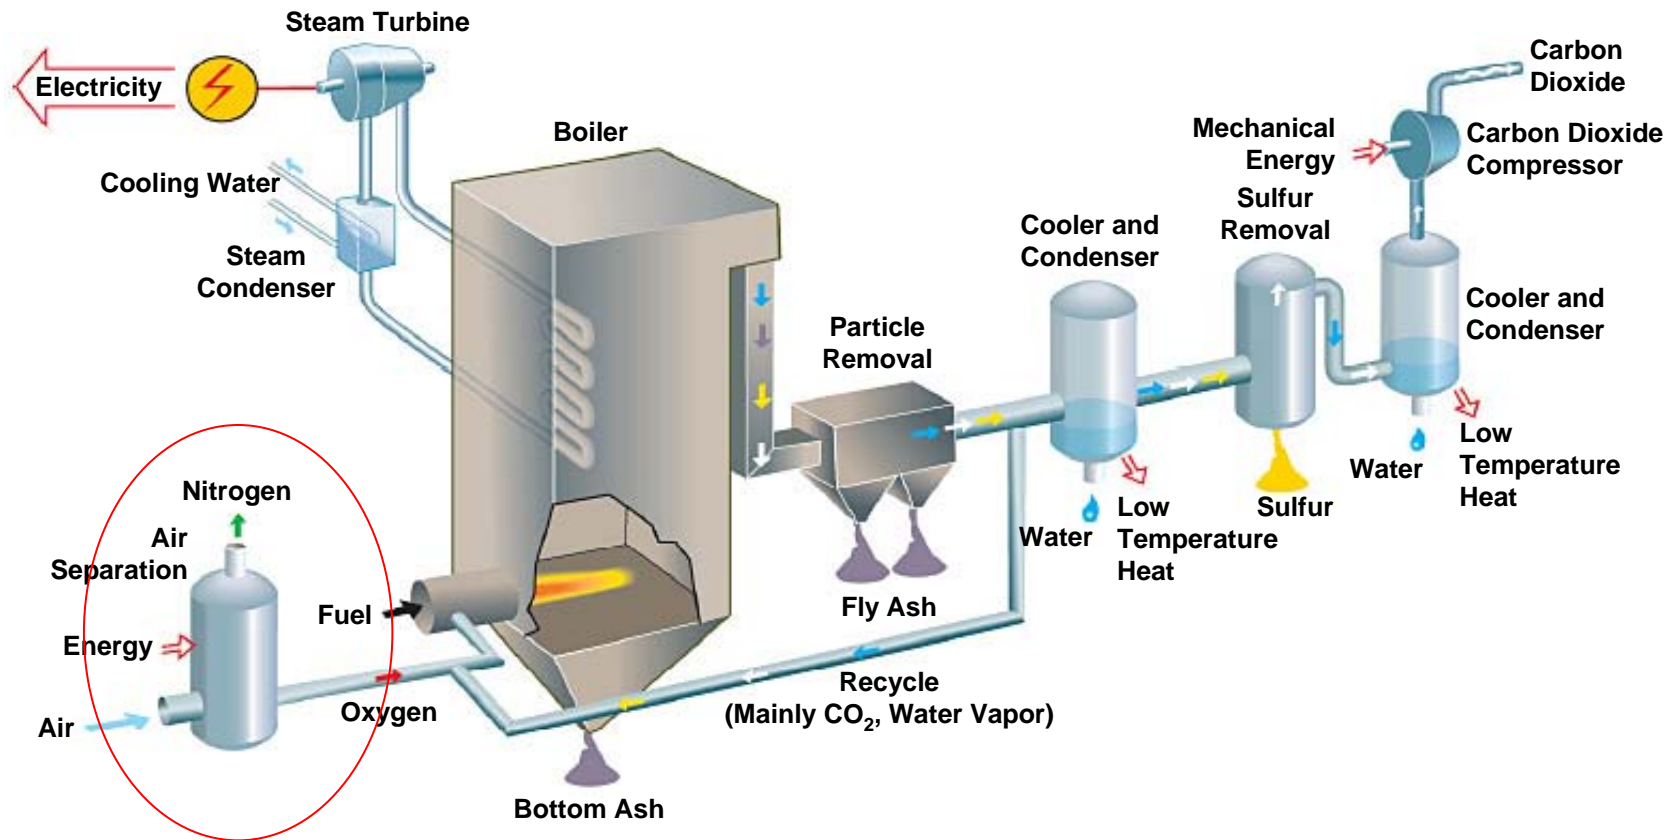 Steam Turbine
Electricity
Boiler
Cooling Water
Steam
Condenser
Carbon
Dioxide
Mechanical
Energy
Carbon Dioxide
Compressor
Sulfur
Removal
Cooler and
Condenser
Cooler and
Condenser
Particle
Removal
Nitrogen
Air
Separation
Energy
Air
Oxygen
Fuel
Bottom Ash
Fly Ash
Recycle
(Mainly CO₂, Water Vapor)
Water
Low
Temperature
Heat
Sulfur
Water
Low
Temperature
Heat